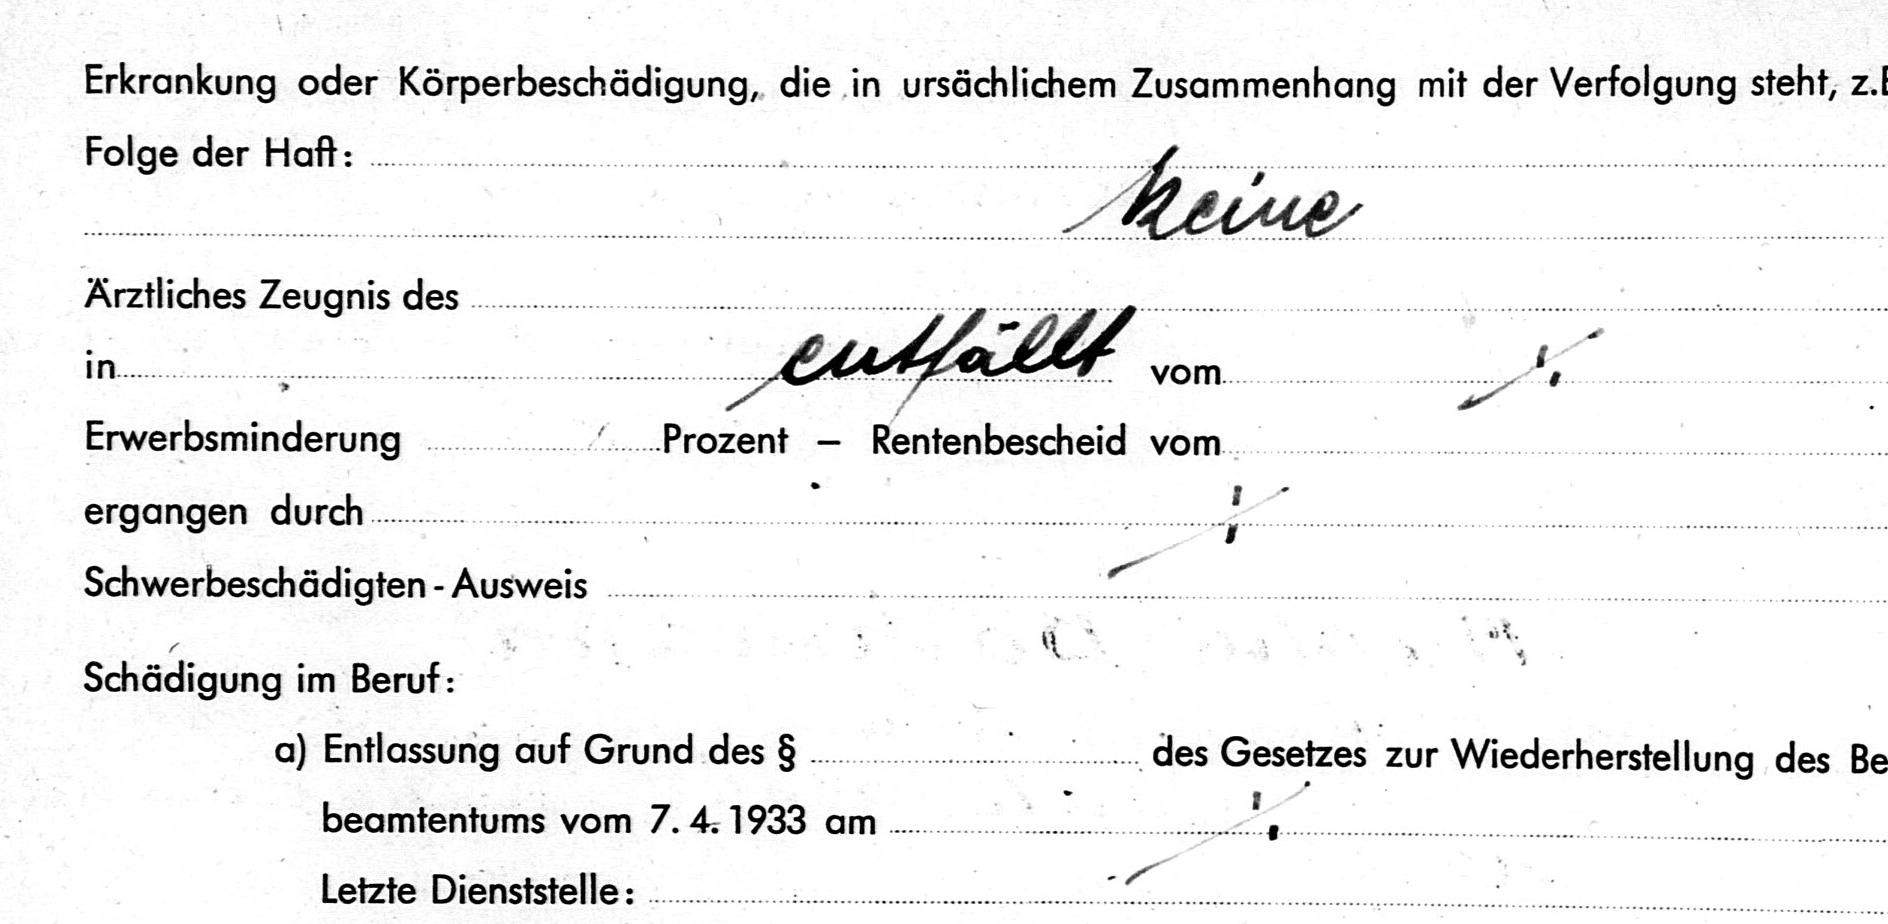 Erkrankung oder Körperbeschädigung, die in ursächlichem Zusammenhang mit der Verfolgung steht, z.B
Folge der Haft:
keine
Ärztliches Zeugnis des
in entfällt vom ./.
Erwerbsminderung Prozent – Rentenbescheid vom
ergangen durch ./.
Schwerbeschädigten-Ausweis
Schädigung im Beruf:
a) Entlassung auf Grund des § des Gesetzes zur Wiederherstellung des Be
beamtentums vom 7. 4. 1933 am ./.
Letzte Dienststelle: